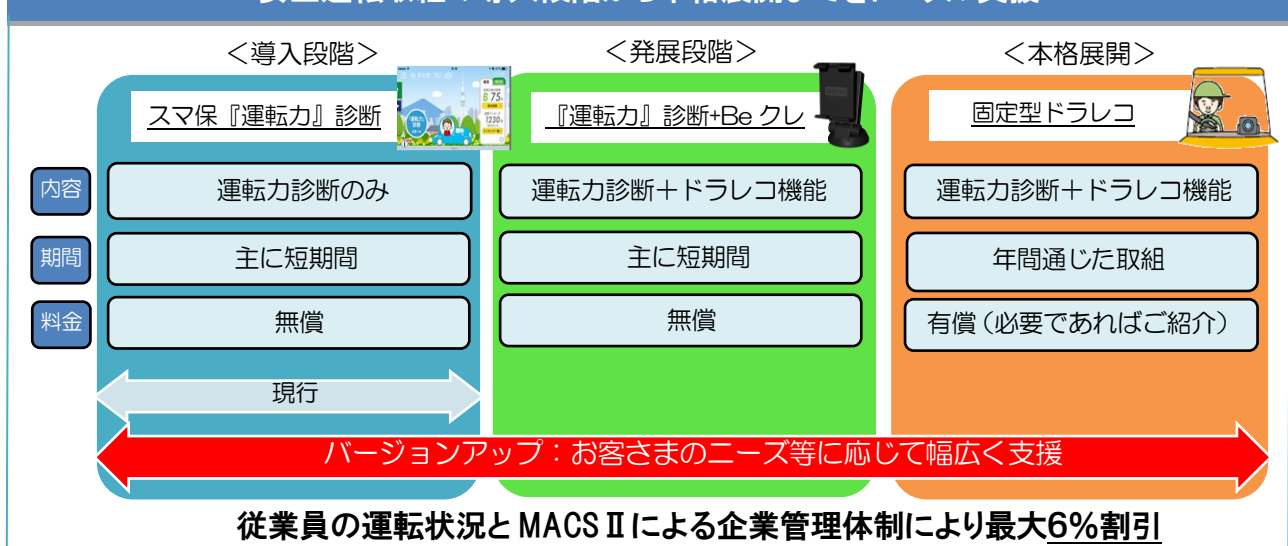 ＜導入段階＞ ＜発展段階＞ ＜本格展開＞
スマ保『運転力』診断 『運転力』診断+Be クレ 固定型ドラレコ
内容 運転力診断のみ 運転力診断＋ドラレコ機能 運転力診断＋ドラレコ機能
期間 主に短期間 主に短期間 年間通じた取組
料金 無償 無償 有償（必要であればご紹介）
現行
バージョンアップ：お客さまのニーズ等に応じて幅広く支援
従業員の運転状況とMACSⅡによる企業管理体制により最大6％割引